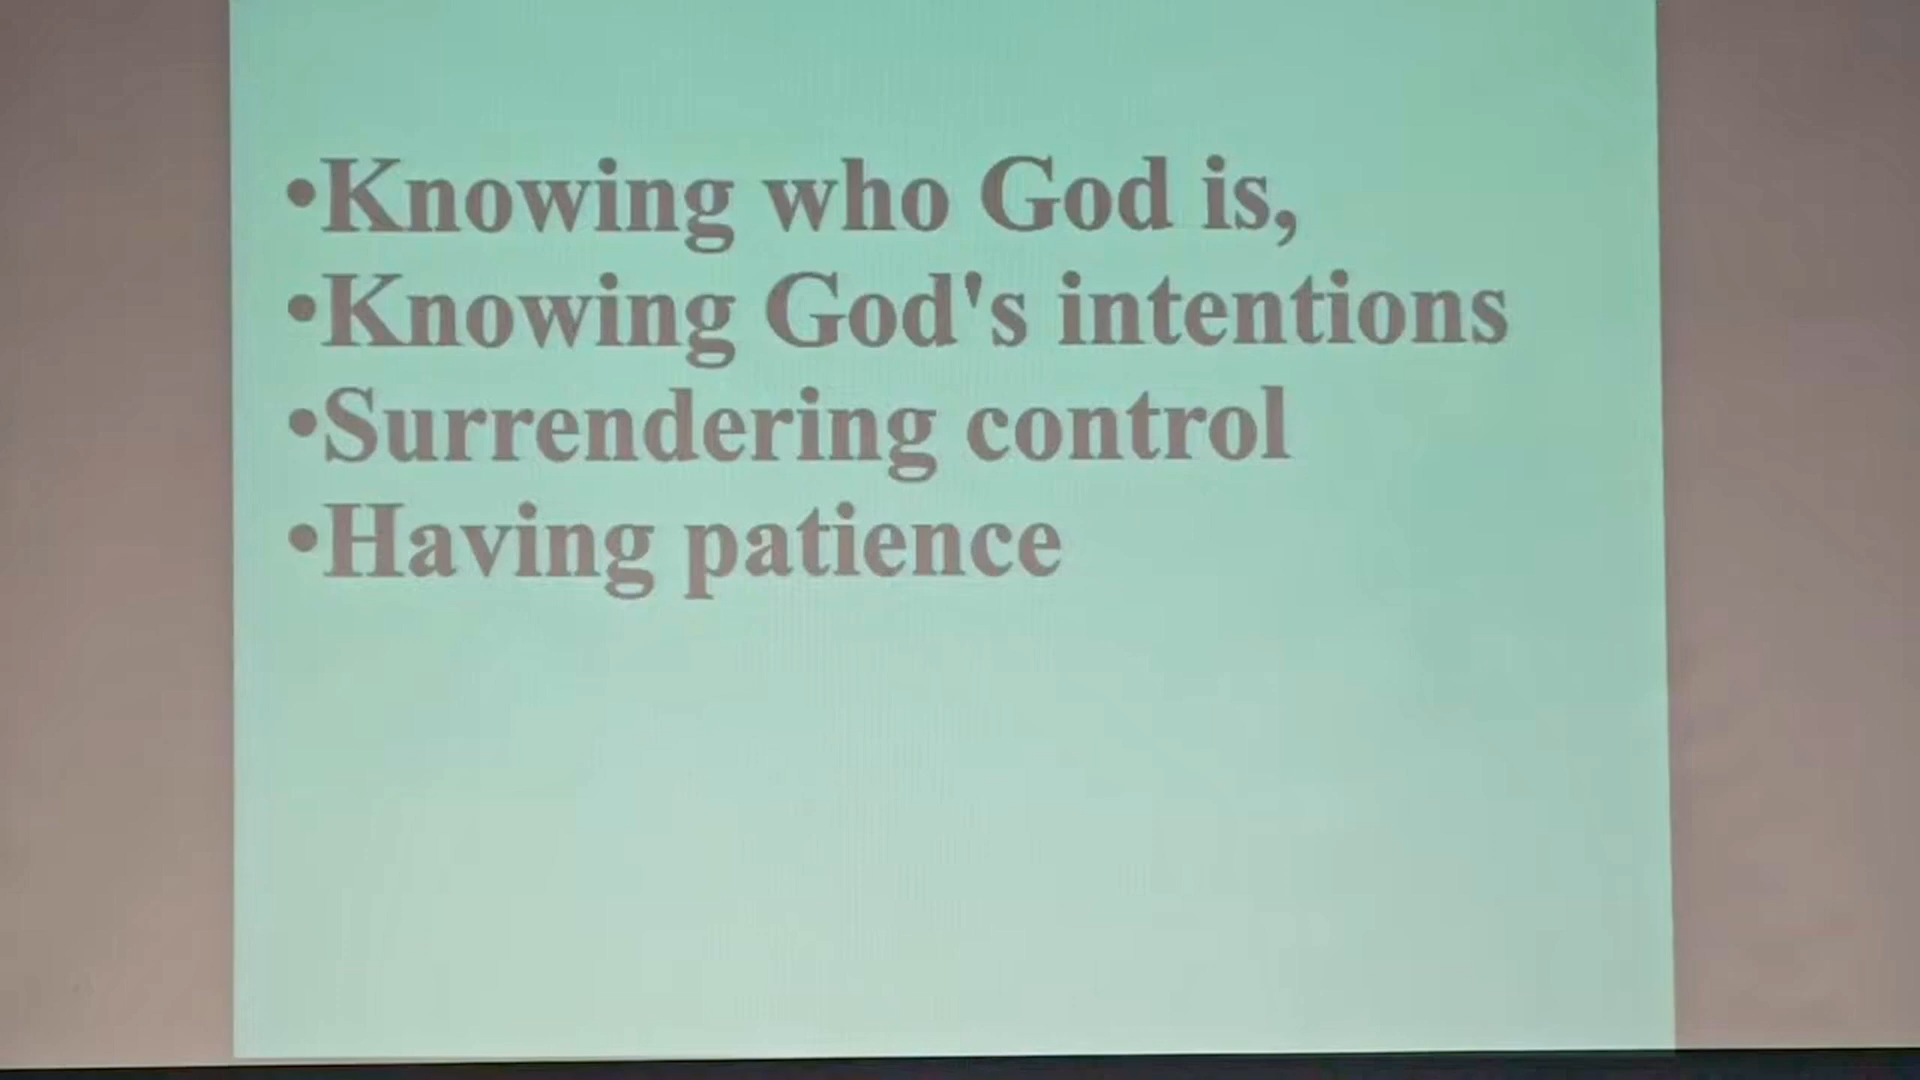 •Knowing who God is,
•Knowing God's intentions
•Surrendering control
•Having patience